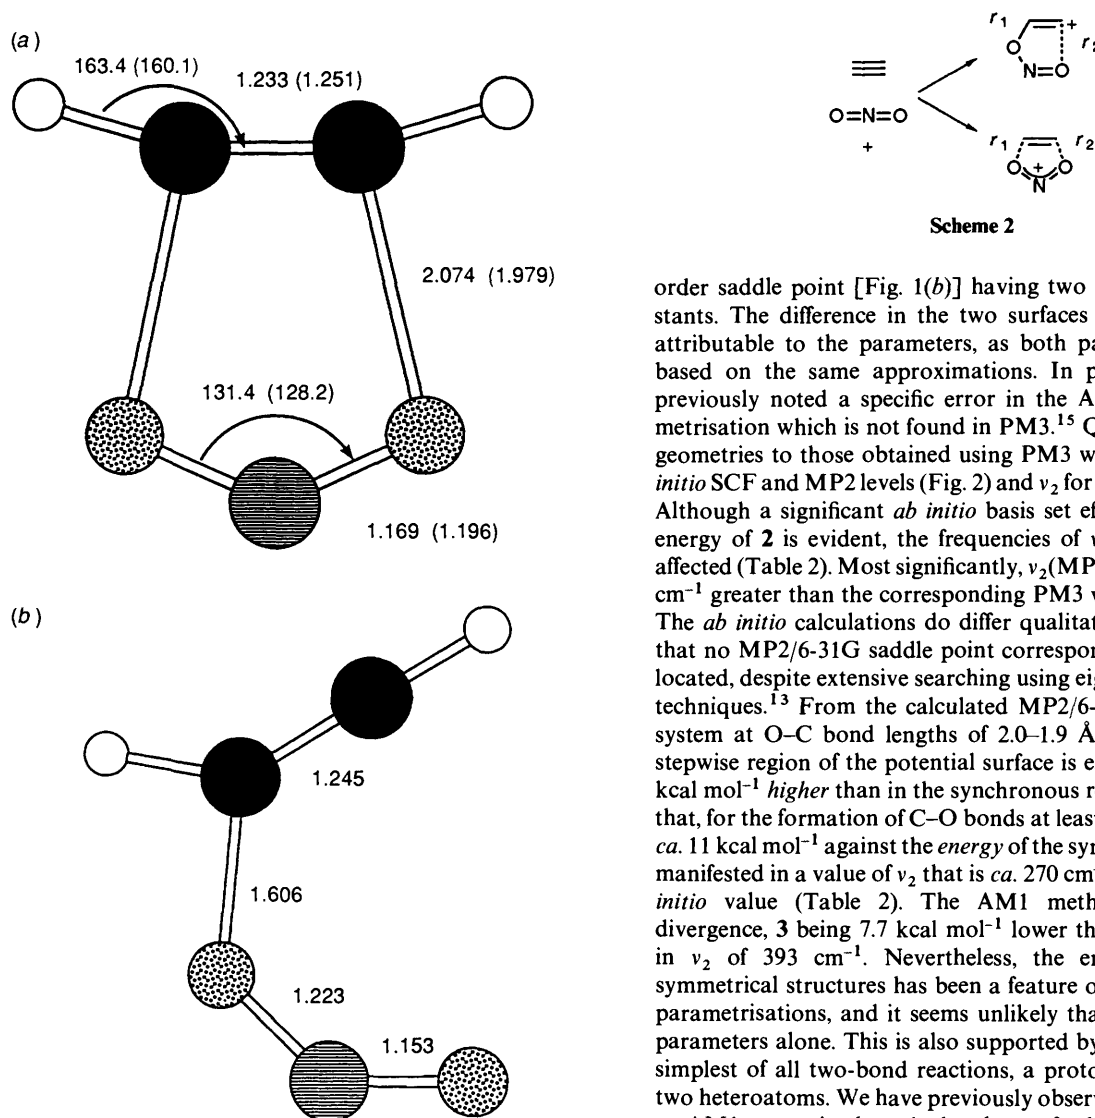 (a)
163.4 (160.1)
1.233 (1.251)
2.074 (1.979)
131.4 (128.2)
1.169 (1.196)
(b)
1.245
1.606
1.223
1.153
r1
+
r2
O
N=O
O=N=O
+
r1
r2
O
+
O
N
Scheme 2
order saddle point [Fig. 1(b)] having two
stants. The difference in the two surfaces
attributable to the parameters, as both pa
based on the same approximations. In p
previously noted a specific error in the A
metrisation which is not found in PM3.15 Q
geometries to those obtained using PM3 w
initio SCF and MP2 levels (Fig. 2) and ν2 for
Although a significant ab initio basis set ef
energy of 2 is evident, the frequencies of
affected (Table 2). Most significantly, ν2(MP
cm−1 greater than the corresponding PM3
The ab initio calculations do differ qualitat
that no MP2/6-31G saddle point correspon
located, despite extensive searching using eig
techniques.13 From the calculated MP2/6-
system at O–C bond lengths of 2.0–1.9 Å
stepwise region of the potential surface is e
kcal mol−1 higher than in the synchronous r
that, for the formation of C–O bonds at least
ca. 11 kcal mol−1 against the energy of the syn
manifested in a value of ν2 that is ca. 270 cm
initio value (Table 2). The AM1 meth
divergence, 3 being 7.7 kcal mol−1 lower th
in ν2 of 393 cm−1. Nevertheless, the en
symmetrical structures has been a feature o
parametrisations, and it seems unlikely tha
parameters alone. This is also supported by
simplest of all two-bond reactions, a proto
two heteroatoms. We have previously obser